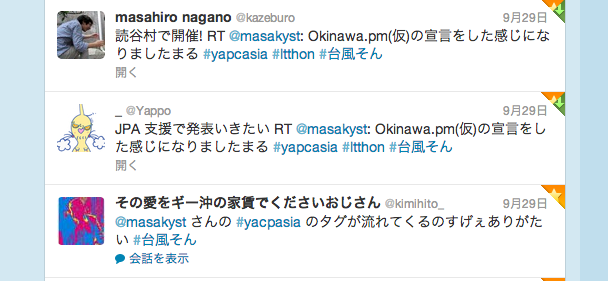 masahiro nagano @kazeburo 9月29日
読谷村で開催! RT @masakyst: Okinawa.pm(仮)の宣言をした感じにな
りましたまる #yapcasia #ltthon #台風そん
開く
_ @Yappo 9月29日
JPA 支援で発表いきたい RT @masakyst: Okinawa.pm(仮)の宣言をし
た感じになりましたまる #yapcasia #ltthon #台風そん
開く
その愛をギー沖の家賃でくださいおじさん @kimihito_ 9月29日
@masakyst さんの #yacpasia のタグが流れてくるのすげぇありがた
い #台風そん
会話を表示